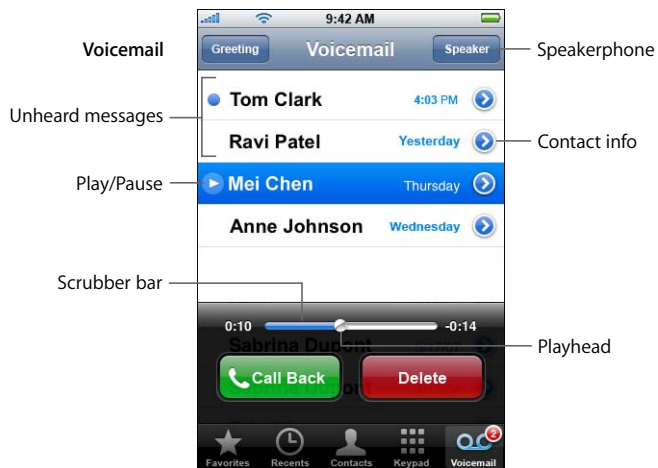 9:42 AM
Voicemail
Greeting
Voicemail
Speaker
Speakerphone
Unheard messages
Tom Clark
4:03 PM
Ravi Patel
Yesterday
Contact info
Play/Pause
Mei Chen
Thursday
Anne Johnson
Wednesday
Scrubber bar
0:10
-0:14
Sabrina Dupont
Playhead
Call Back
Delete
2
Favorites
Recents
Contacts
Keypad
Voicemail